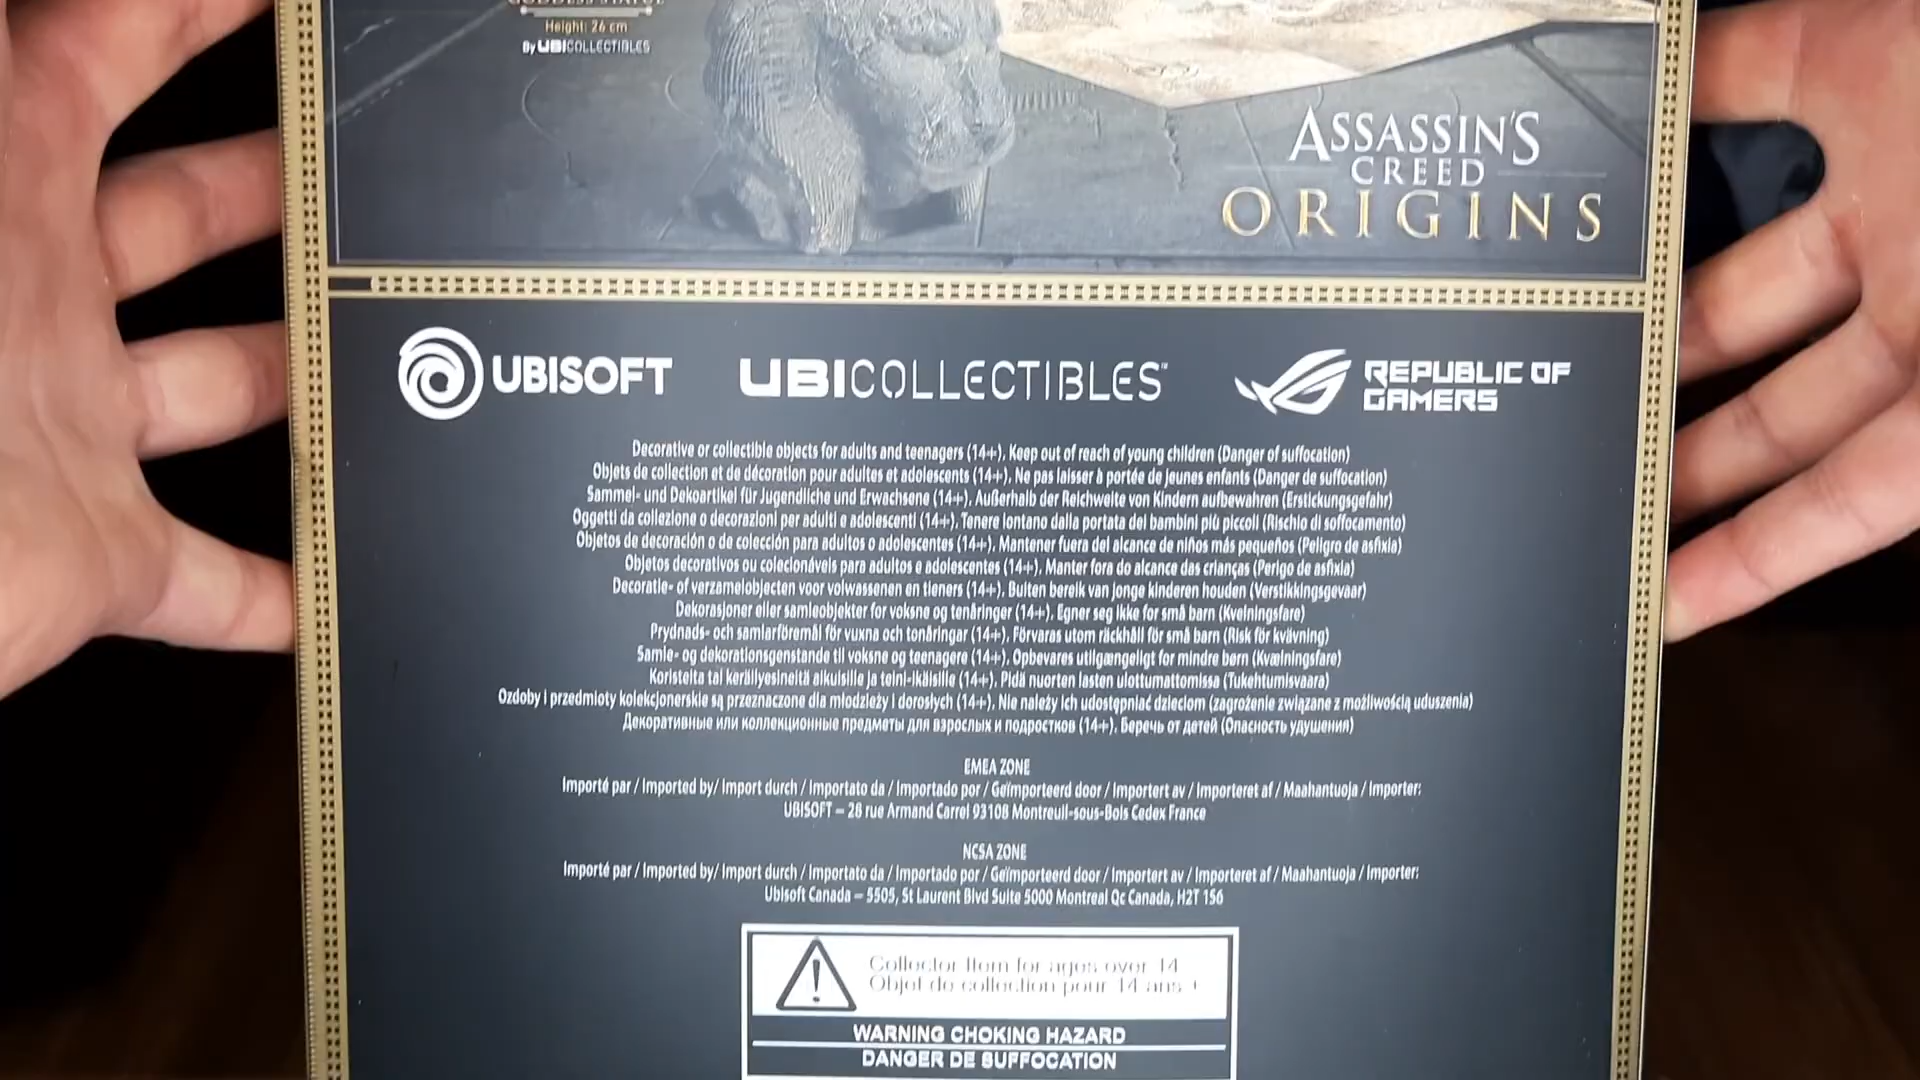 GODDESS STATUE
Height: 26 cm
By UBICOLLECTIBLES
ASSASSIN'S
CREED
ORIGINS
UBISOFT
UBICOLLECTIBLES™
REPUBLIC OF
GAMERS
Decorative or collectible objects for adults and teenagers (14+). Keep out of reach of young children (Danger of suffocation)
Objets de collection et de décoration pour adultes et adolescents (14+). Ne pas laisser à portée de jeunes enfants (Danger de suffocation)
Sammel- und Dekoartikel für Jugendliche und Erwachsene (14+). Außerhalb der Reichweite von Kindern aufbewahren (Erstickungsgefahr)
Oggetti da collezione o decorazioni per adulti e adolescenti (14+). Tenere lontano dalla portata dei bambini più piccoli (Rischio di soffocamento)
Objetos de decoración o de colección para adultos o adolescentes (14+). Mantener fuera del alcance de niños más pequeños (Peligro de asfixia)
Objetos decorativos ou colecionáveis para adultos e adolescentes (14+). Manter fora do alcance das crianças (Perigo de asfixia)
Decoratie- of verzamelobjecten voor volwassenen en tieners (14+). Buiten bereik van jonge kinderen houden (Verstikkingsgevaar)
Dekorasjoner eller samleobjekter for voksne og tenåringer (14+). Egner seg ikke for små barn (Kvelningsfare)
Prydnads- och samlarföremål för vuxna och tonåringar (14+). Förvaras utom räckhåll för små barn (Risk för kvävning)
Samle- og dekorationsgenstande til voksne og teenagere (14+). Opbevares utilgængeligt for mindre børn (Kvælningsfare)
Koristeita tai keräilyesineitä aikuisille ja teini-ikäisille (14+). Pidä nuorten lasten ulottumattomissa (Tukehtumisvaara)
Ozdoby i przedmioty kolekcjonerskie są przeznaczone dla młodzieży i dorosłych (14+). Nie należy ich udostępniać dzieciom (zagrożenie związane z możliwością uduszenia)
Декоративные или коллекционные предметы для взрослых и подростков (14+). Беречь от детей (Опасность удушения)
EMEA ZONE
Importé par / Imported by/ Import durch / Importato da / Importado por / Geïmporteerd door / Importert av / Importeret af / Maahantuoja / Importer:
UBISOFT – 28 rue Armand Carrel 93108 Montreuil-sous-Bois Cedex France
NCSA ZONE
Importé par / Imported by/ Import durch / Importato da / Importado por / Geïmporteerd door / Importert av / Importeret af / Maahantuoja / Importer:
Ubisoft Canada – 5505, St Laurent Blvd Suite 5000 Montreal Qc Canada, H2T 1S6
Collector Item for ages over 14
Objet de collection pour 14 ans +
WARNING CHOKING HAZARD
DANGER DE SUFFOCATION